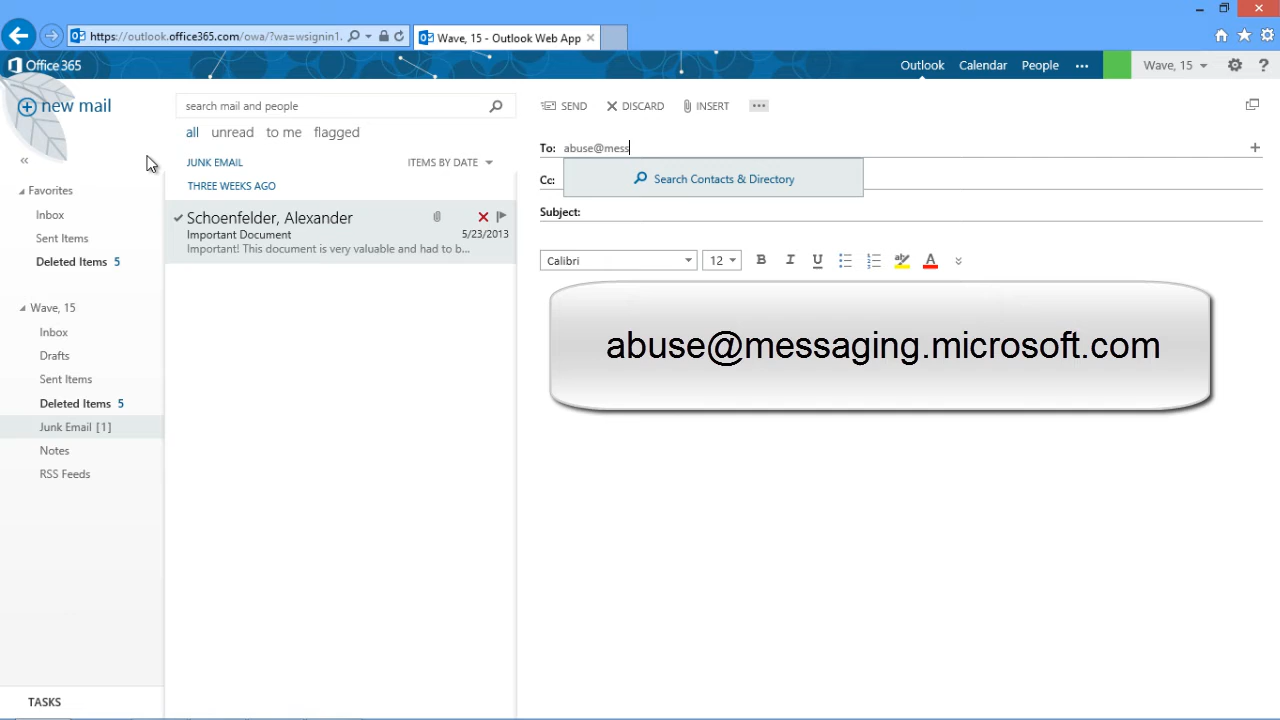 https://outlook.office365.com/owa/?wa=wsignin1.
Wave, 15 - Outlook Web App
Office 365
Outlook Calendar People ... Wave, 15 ?
new mail
search mail and people
all unread to me flagged
JUNK EMAIL ITEMS BY DATE
THREE WEEKS AGO
Schoenfelder, Alexander
Important Document 5/23/2013
Important! This document is very valuable and had to b...
Favorites
Inbox
Sent Items
Deleted Items 5
Wave, 15
Inbox
Drafts
Sent Items
Deleted Items 5
Junk Email [1]
Notes
RSS Feeds
TASKS
SEND DISCARD INSERT ...
To: abuse@mess
Search Contacts & Directory
Cc:
Subject:
Calibri 12 B I U ab A
abuse@messaging.microsoft.com